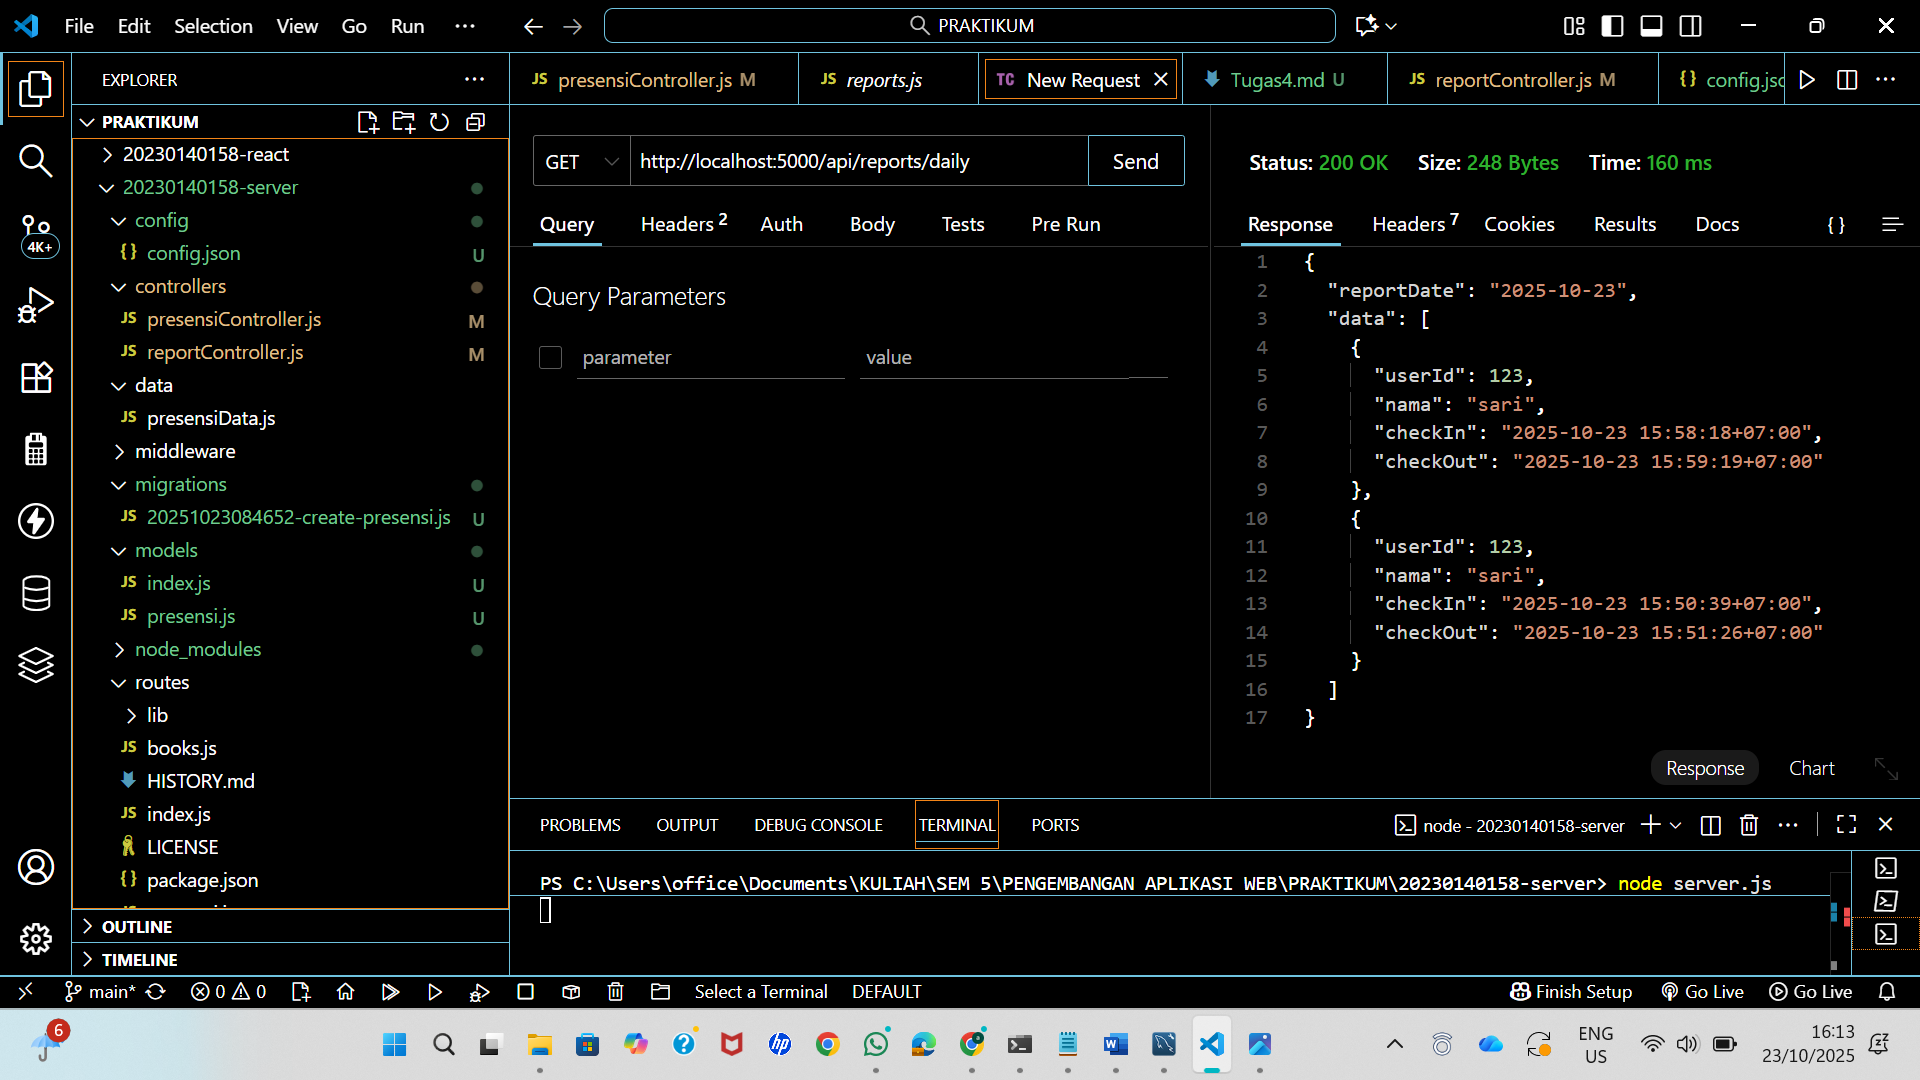 File Edit Selection View Go Run ··· PRAKTIKUM
EXPLORER
PRAKTIKUM
20230140158-react
20230140158-server
config
{} config.json U
controllers
JS presensiController.js M
JS reportController.js M
data
JS presensiData.js
middleware
migrations
JS 20251023084652-create-presensi.js U
models
JS index.js U
JS presensi.js U
node_modules
routes
lib
JS books.js
HISTORY.md
JS index.js
LICENSE
{} package.json
OUTLINE
TIMELINE
4K+
JS presensiController.js M JS reports.js TC New Request Tugas4.md U JS reportController.js M {} config.jsc
GET http://localhost:5000/api/reports/daily Send
Query Headers 2 Auth Body Tests Pre Run
Query Parameters
parameter value
Status: 200 OK Size: 248 Bytes Time: 160 ms
Response Headers 7 Cookies Results Docs {}
1 {
2 "reportDate": "2025-10-23",
3 "data": [
4 {
5 "userId": 123,
6 "nama": "sari",
7 "checkIn": "2025-10-23 15:58:18+07:00",
8 "checkOut": "2025-10-23 15:59:19+07:00"
9 },
10 {
11 "userId": 123,
12 "nama": "sari",
13 "checkIn": "2025-10-23 15:50:39+07:00",
14 "checkOut": "2025-10-23 15:51:26+07:00"
15 }
16 ]
17 }
Response Chart
PROBLEMS OUTPUT DEBUG CONSOLE TERMINAL PORTS node - 20230140158-server
PS C:\Users\office\Documents\KULIAH\SEM 5\PENGEMBANGAN APLIKASI WEB\PRAKTIKUM\20230140158-server> node server.js
main* 0 0 Select a Terminal DEFAULT Finish Setup Go Live Go Live
6 ENG 16:13
US 23/10/2025